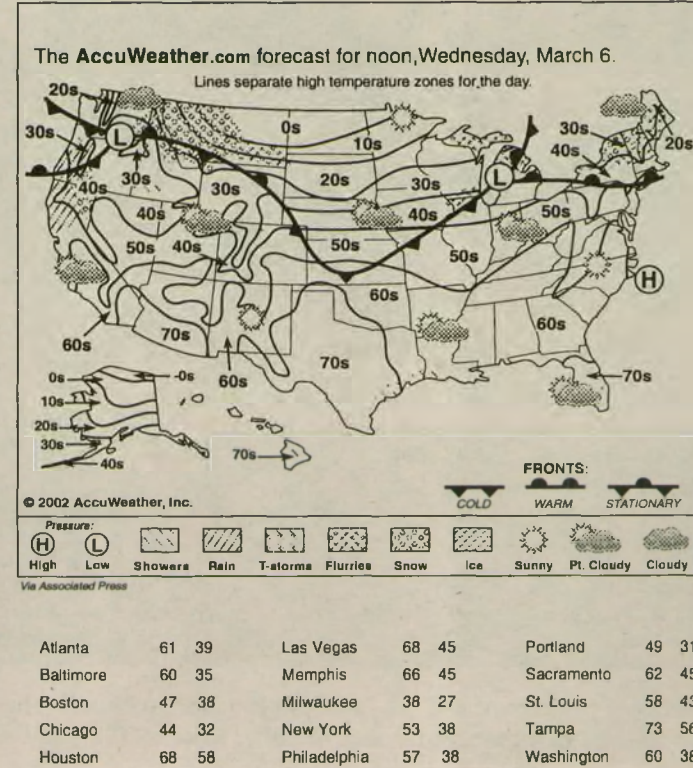 The AccuWeather.com forecast for noon, Wednesday, March 6.
Lines separate high temperature zones for the day.
20s
0s
10s
30s
L
30s
40s
20s
30s
40s
30s
20s
30s
L
40s
40s
50s
50s
40s
50s
50s
H
60s
60s
60s
70s
60s
70s
70s
0s
-0s
10s
20s
30s
40s
70s
FRONTS:
© 2002 AccuWeather, Inc.
COLD WARM STATIONARY
Pressure:
H L
High Low Showers Rain T-storms Flurries Snow Ice Sunny Pt. Cloudy Cloudy
Via Associated Press
Atlanta 61 39 Las Vegas 68 45 Portland 49 31
Baltimore 60 35 Memphis 66 45 Sacramento 62 45
Boston 47 38 Milwaukee 38 27 St. Louis 58 43
Chicago 44 32 New York 53 38 Tampa 73 56
Houston 68 58 Philadelphia 57 38 Washington 60 38